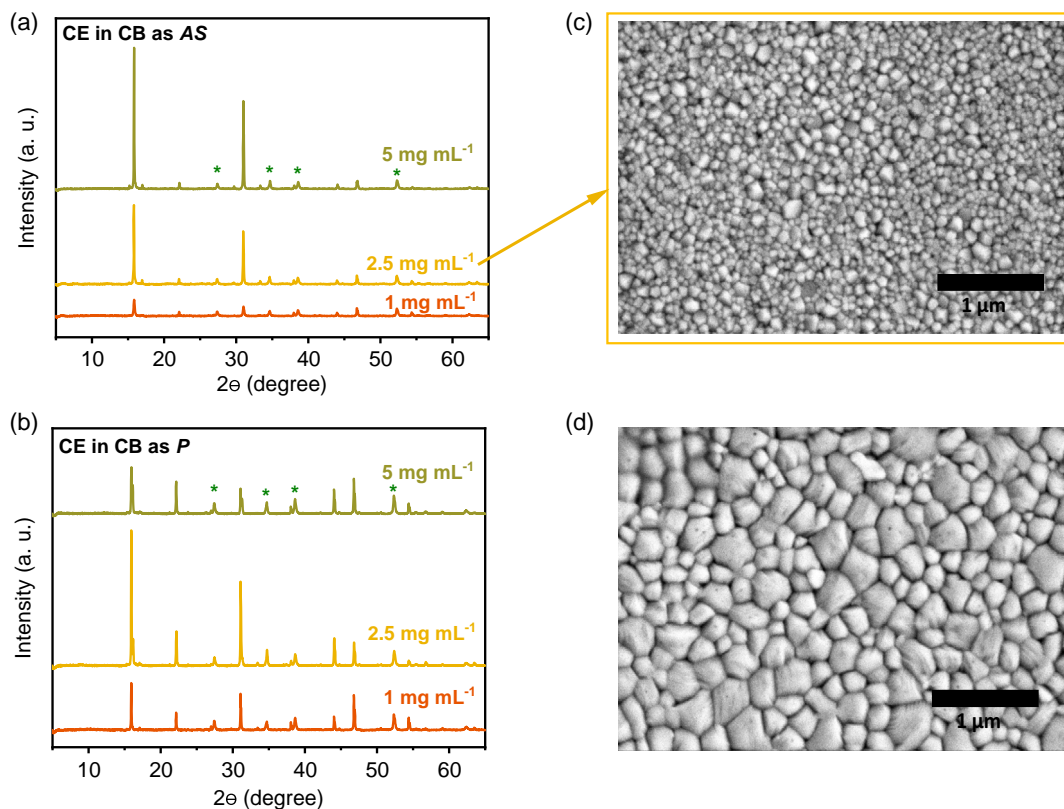 (a)
CE in CB as AS
5 mg mL⁻¹
* * * *
2.5 mg mL⁻¹
1 mg mL⁻¹
Intensity (a. u.)
10 20 30 40 50 60
2ө (degree)
(c)
1 µm
(b)
CE in CB as P
5 mg mL⁻¹
* * * *
2.5 mg mL⁻¹
1 mg mL⁻¹
Intensity (a. u.)
10 20 30 40 50 60
2ө (degree)
(d)
1 µm